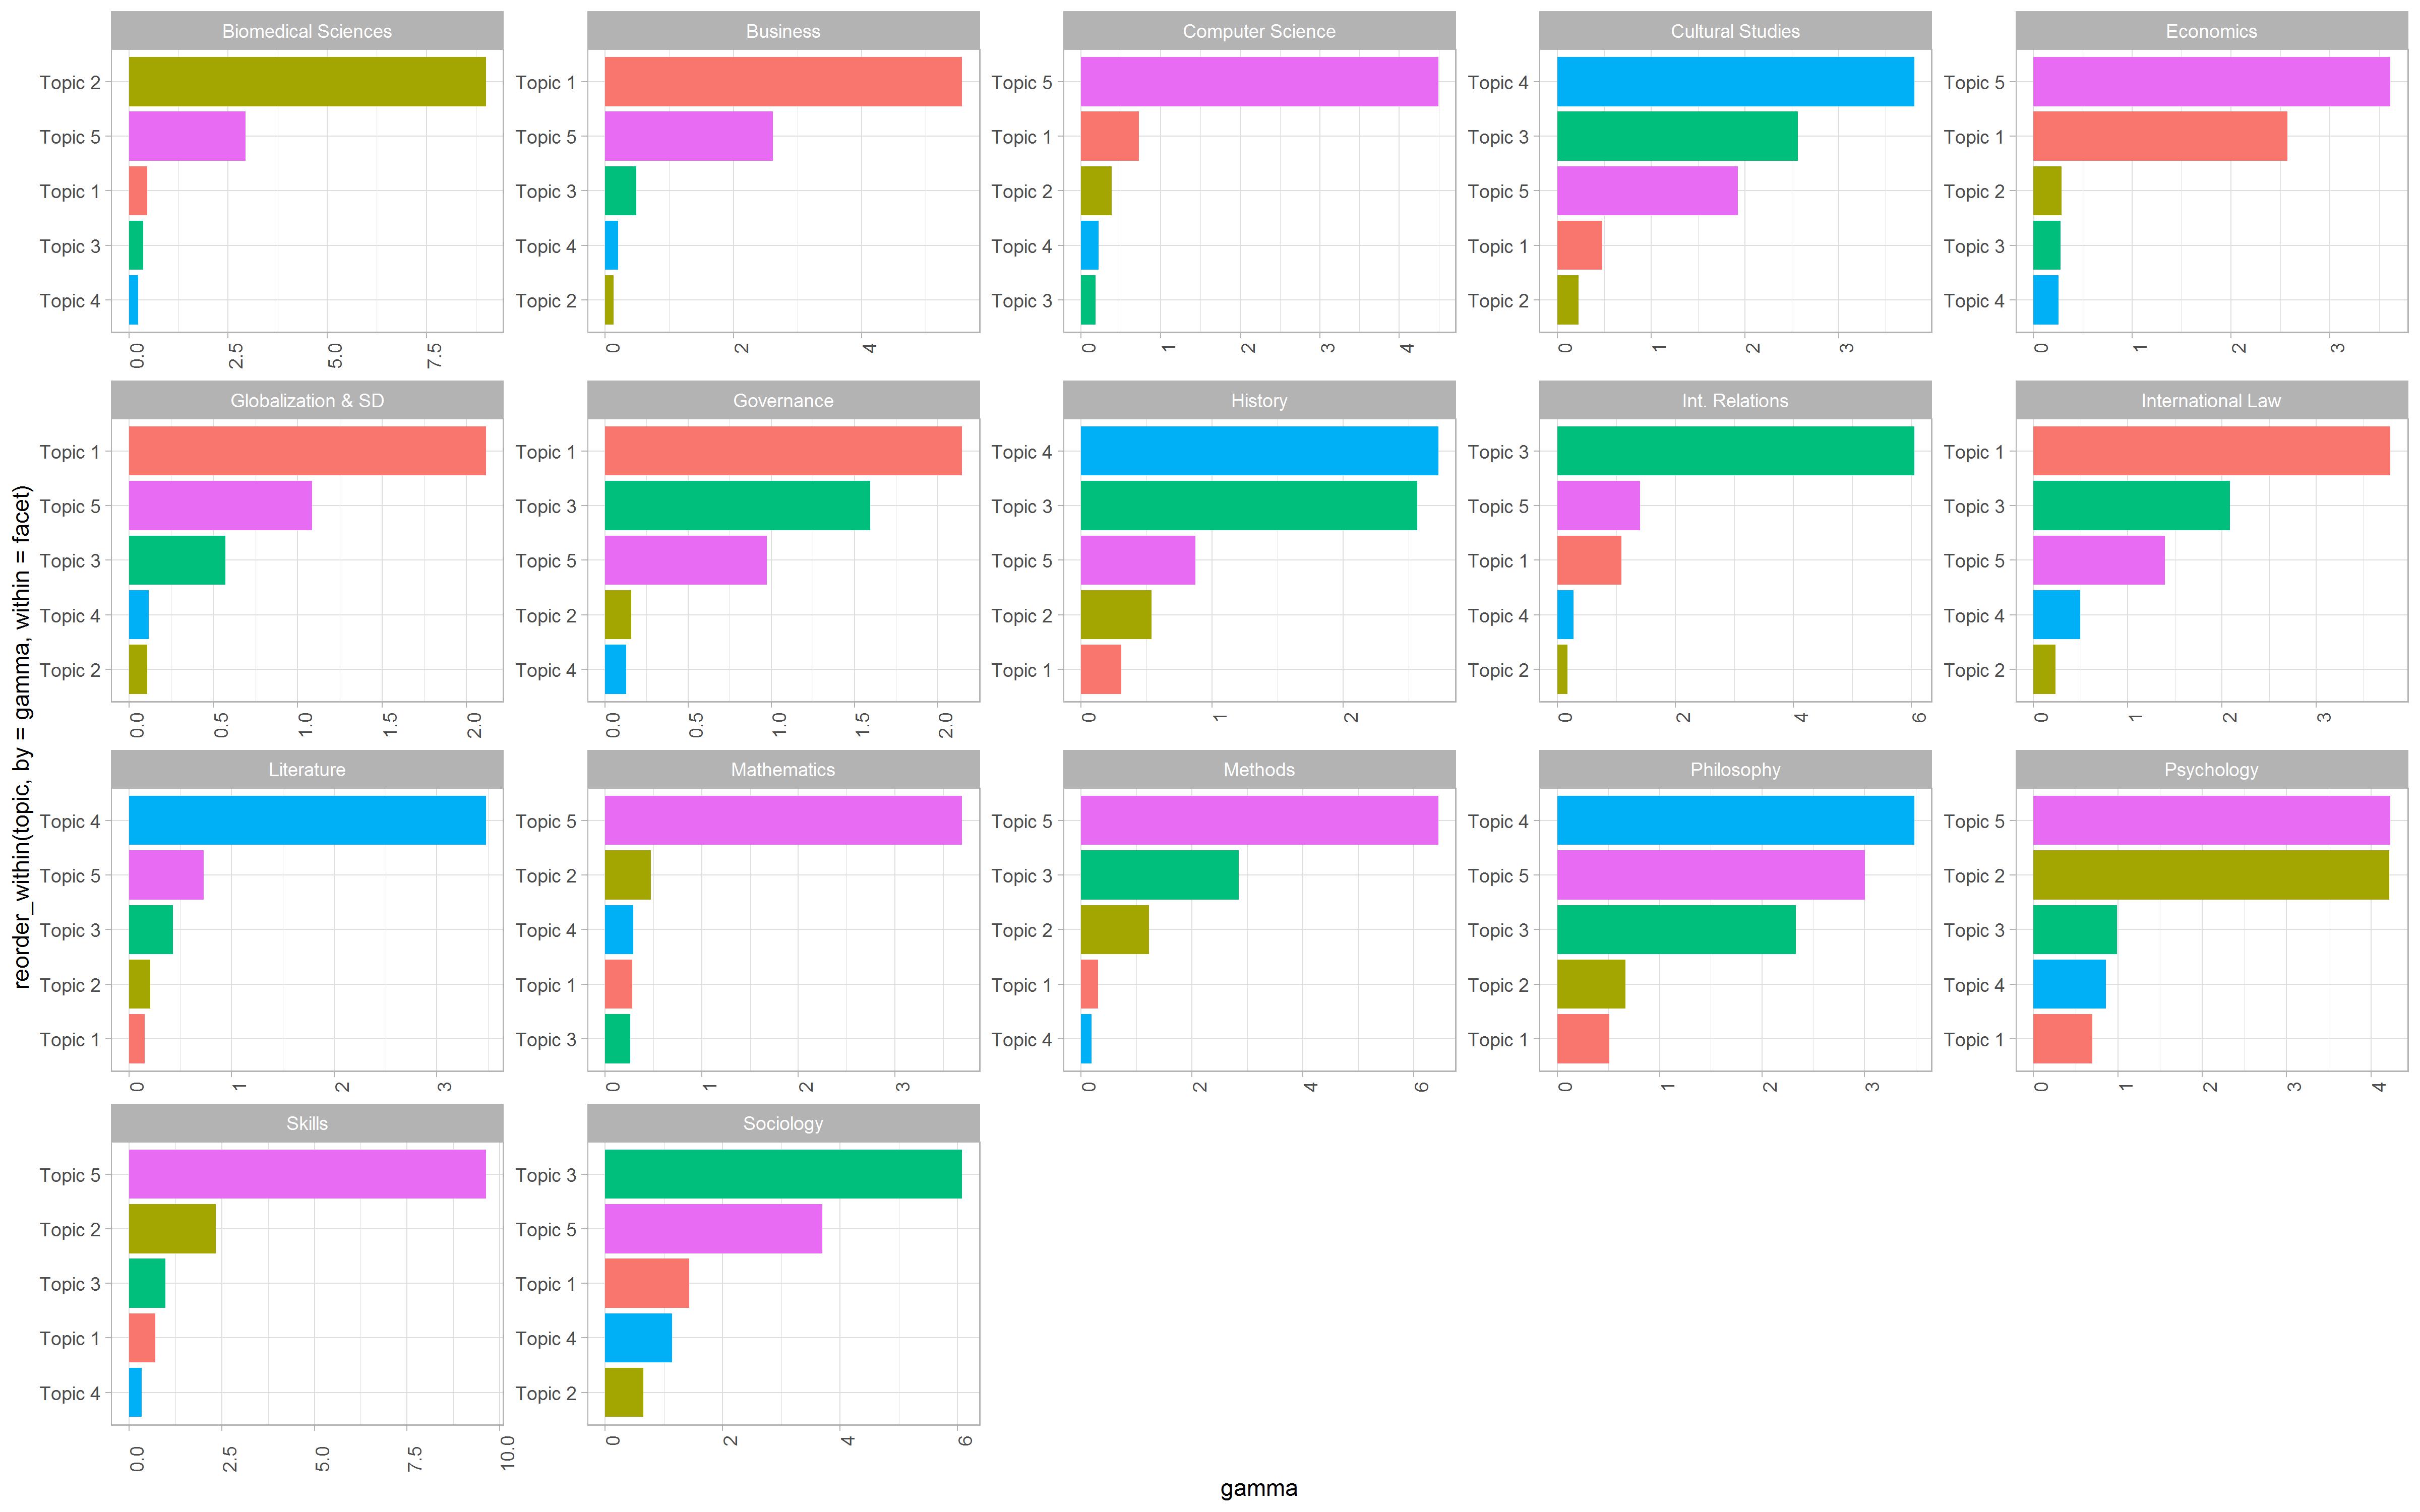 Biomedical Sciences
Topic 2
Topic 5
Topic 1
Topic 3
Topic 4
0.0
2.5
5.0
7.5
Business
Topic 1
Topic 5
Topic 3
Topic 4
Topic 2
0
2
4
Computer Science
Topic 5
Topic 1
Topic 2
Topic 4
Topic 3
0
1
2
3
4
Cultural Studies
Topic 4
Topic 3
Topic 5
Topic 1
Topic 2
0
1
2
3
Economics
Topic 5
Topic 1
Topic 2
Topic 3
Topic 4
0
1
2
3
Globalization & SD
Topic 1
Topic 5
Topic 3
Topic 4
Topic 2
0.0
0.5
1.0
1.5
2.0
Governance
Topic 1
Topic 3
Topic 5
Topic 2
Topic 4
0.0
0.5
1.0
1.5
2.0
History
Topic 4
Topic 3
Topic 5
Topic 2
Topic 1
0
1
2
Int. Relations
Topic 3
Topic 5
Topic 1
Topic 4
Topic 2
0
2
4
6
International Law
Topic 1
Topic 3
Topic 5
Topic 4
Topic 2
0
1
2
3
Literature
Topic 4
Topic 5
Topic 3
Topic 2
Topic 1
0
1
2
3
Mathematics
Topic 5
Topic 2
Topic 4
Topic 1
Topic 3
0
1
2
3
Methods
Topic 5
Topic 3
Topic 2
Topic 1
Topic 4
0
2
4
6
Philosophy
Topic 4
Topic 5
Topic 3
Topic 2
Topic 1
0
1
2
3
Psychology
Topic 5
Topic 2
Topic 3
Topic 4
Topic 1
0
1
2
3
4
Skills
Topic 5
Topic 2
Topic 3
Topic 1
Topic 4
0.0
2.5
5.0
7.5
10.0
Sociology
Topic 3
Topic 5
Topic 1
Topic 4
Topic 2
0
2
4
6
reorder_within(topic, by = gamma, within = facet)
gamma